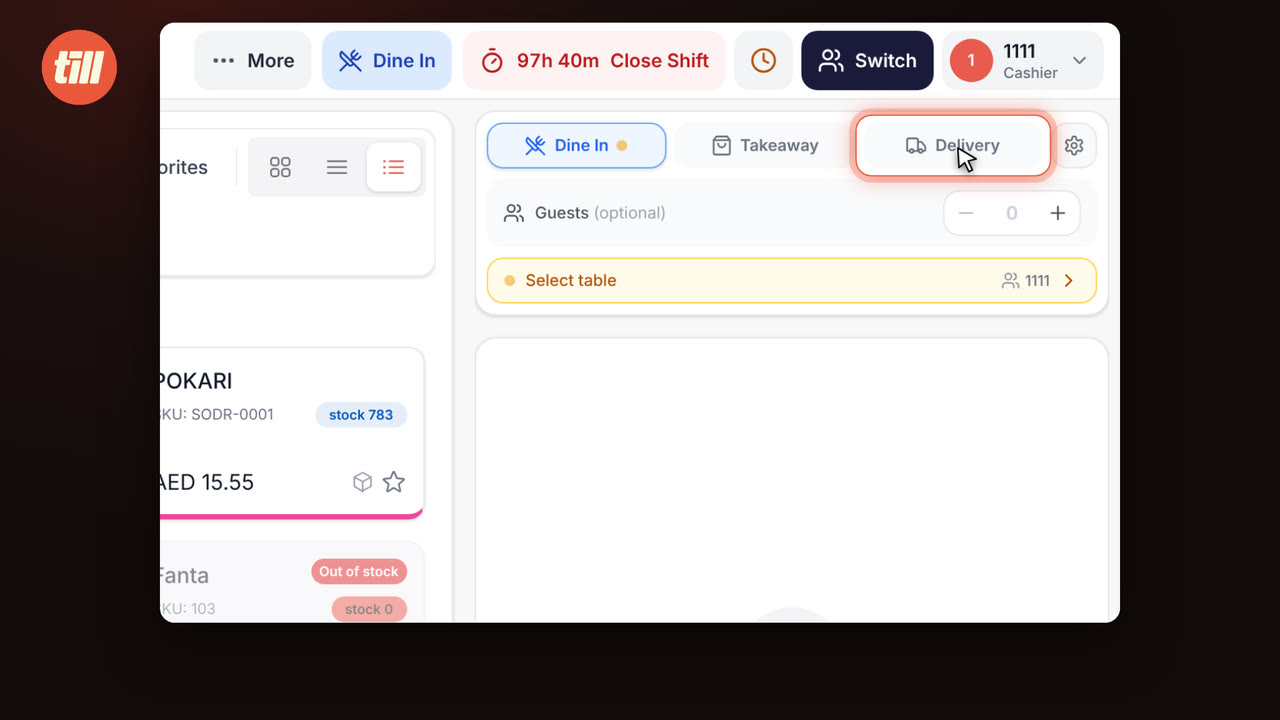 till
More
Dine In
97h 40m Close Shift
Switch
1
1111
Cashier
Dine In
Takeaway
Delivery
orites
Guests (optional)
0
Select table
1111
POKARI
KU: SODR-0001
stock 783
AED 15.55
Fanta
Out of stock
KU: 103
stock 0